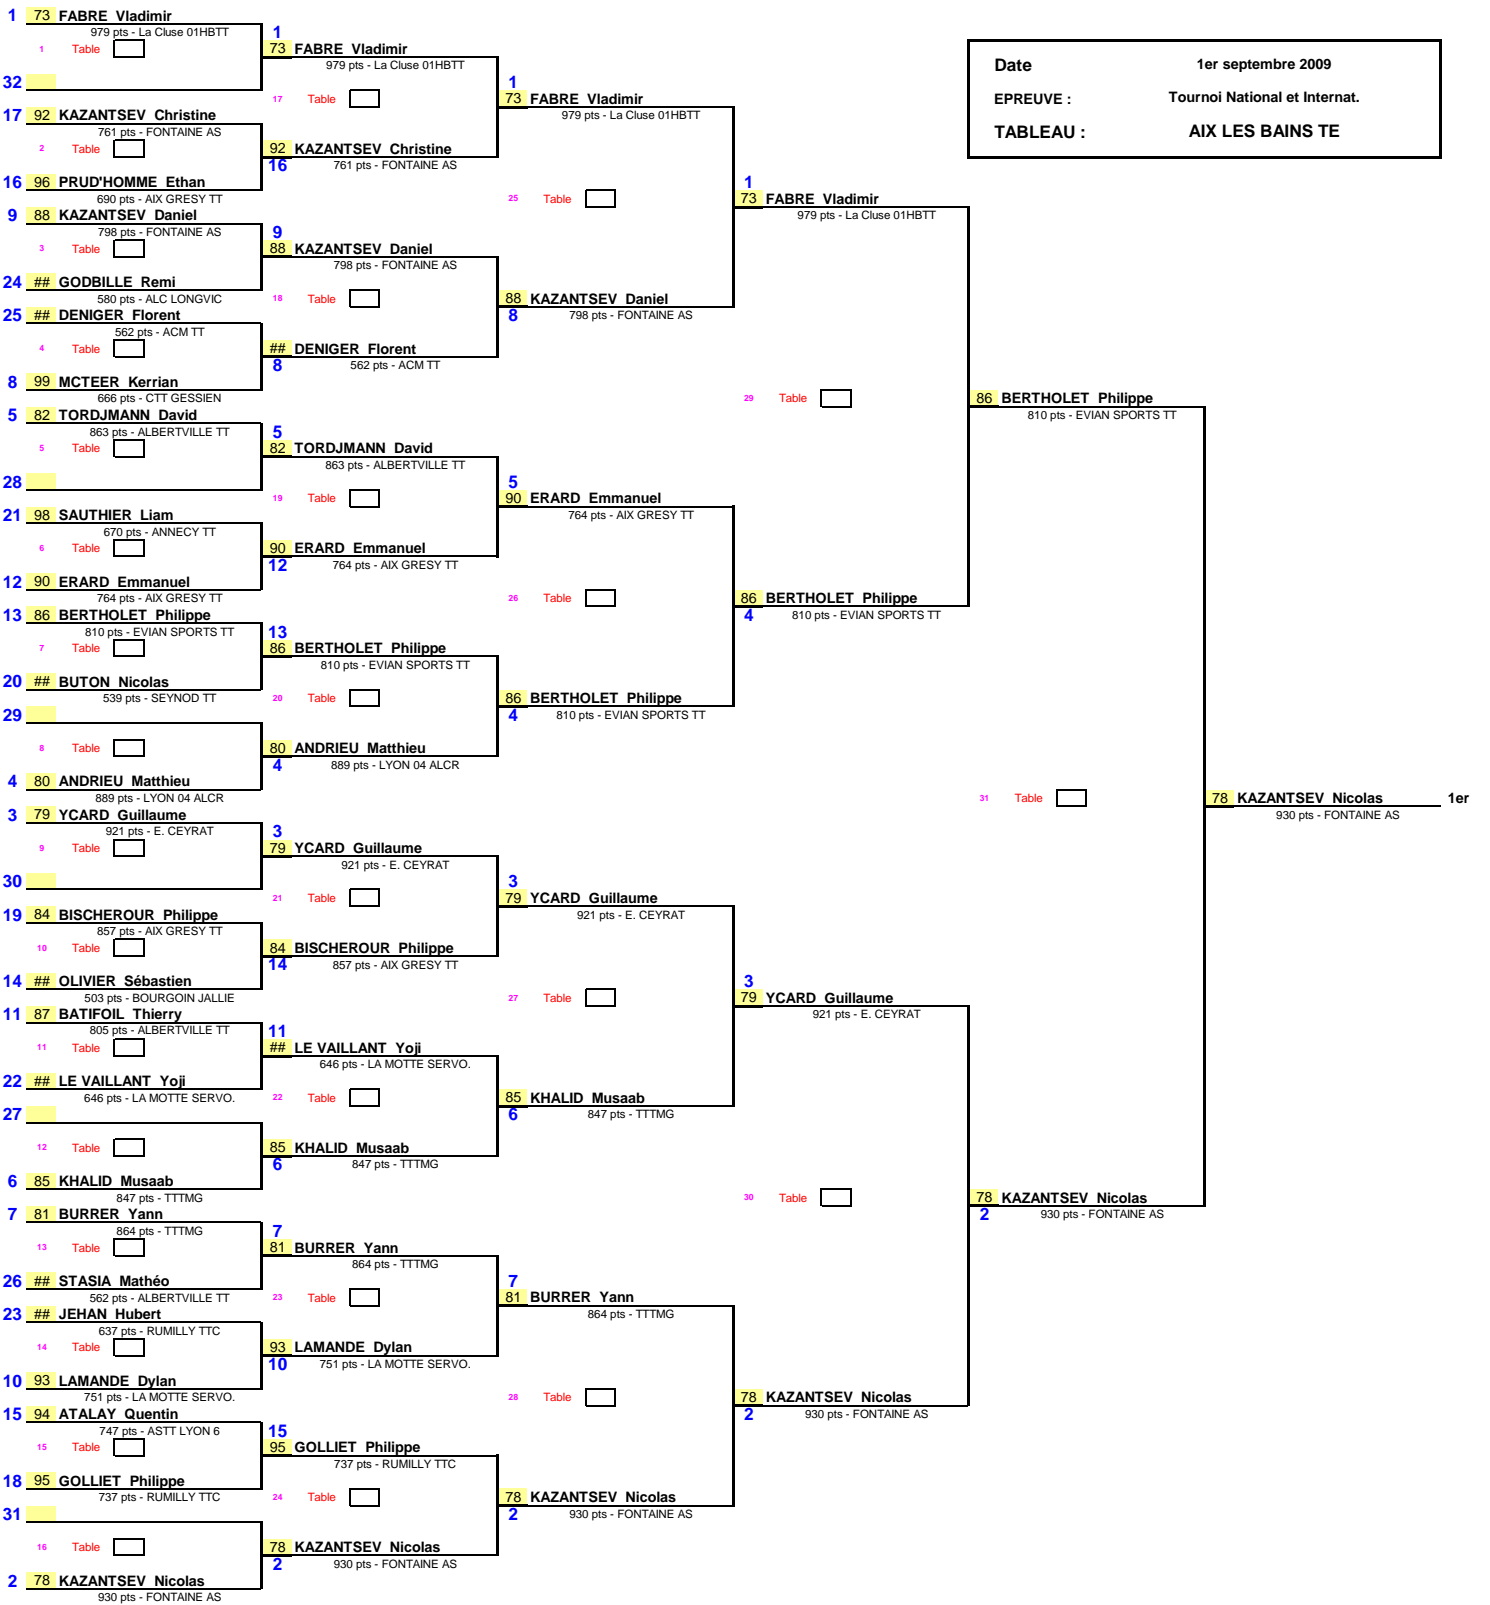 Date 1er septembre 2009
EPREUVE : Tournoi National et Internat.
TABLEAU : AIX LES BAINS TE
1 73 FABRE Vladimir
979 pts - La Cluse 01HBTT
1 Table
32
17 92 KAZANTSEV Christine
761 pts - FONTAINE AS
2 Table
16 96 PRUD'HOMME Ethan
690 pts - AIX GRESY TT
9 88 KAZANTSEV Daniel
798 pts - FONTAINE AS
3 Table
24 ## GODBILLE Remi
580 pts - ALC LONGVIC
25 ## DENIGER Florent
562 pts - ACM TT
4 Table
8 99 MCTEER Kerrian
666 pts - CTT GESSIEN
5 82 TORDJMANN David
863 pts - ALBERTVILLE TT
5 Table
28
21 98 SAUTHIER Liam
670 pts - ANNECY TT
6 Table
12 90 ERARD Emmanuel
764 pts - AIX GRESY TT
13 86 BERTHOLET Philippe
810 pts - EVIAN SPORTS TT
7 Table
20 ## BUTON Nicolas
539 pts - SEYNOD TT
29
8 Table
4 80 ANDRIEU Matthieu
889 pts - LYON 04 ALCR
3 79 YCARD Guillaume
921 pts - E. CEYRAT
9 Table
30
19 84 BISCHEROUR Philippe
857 pts - AIX GRESY TT
10 Table
14 ## OLIVIER Sébastien
503 pts - BOURGOIN JALLIE
11 87 BATIFOIL Thierry
805 pts - ALBERTVILLE TT
11 Table
22 ## LE VAILLANT Yoji
646 pts - LA MOTTE SERVO.
27
12 Table
6 85 KHALID Musaab
847 pts - TTTMG
7 81 BURRER Yann
864 pts - TTTMG
13 Table
26 ## STASIA Mathéo
562 pts - ALBERTVILLE TT
23 ## JEHAN Hubert
637 pts - RUMILLY TTC
14 Table
10 93 LAMANDE Dylan
751 pts - LA MOTTE SERVO.
15 94 ATALAY Quentin
747 pts - ASTT LYON 6
15 Table
18 95 GOLLIET Philippe
737 pts - RUMILLY TTC
31
16 Table
2 78 KAZANTSEV Nicolas
930 pts - FONTAINE AS
1
73 FABRE Vladimir
979 pts - La Cluse 01HBTT
17 Table
92 KAZANTSEV Christine
16 761 pts - FONTAINE AS
9
88 KAZANTSEV Daniel
798 pts - FONTAINE AS
18 Table
## DENIGER Florent
8 562 pts - ACM TT
5
82 TORDJMANN David
863 pts - ALBERTVILLE TT
19 Table
90 ERARD Emmanuel
12 764 pts - AIX GRESY TT
13
86 BERTHOLET Philippe
810 pts - EVIAN SPORTS TT
20 Table
80 ANDRIEU Matthieu
4 889 pts - LYON 04 ALCR
3
79 YCARD Guillaume
921 pts - E. CEYRAT
21 Table
84 BISCHEROUR Philippe
14 857 pts - AIX GRESY TT
11
## LE VAILLANT Yoji
646 pts - LA MOTTE SERVO.
22 Table
85 KHALID Musaab
6 847 pts - TTTMG
7
81 BURRER Yann
864 pts - TTTMG
23 Table
93 LAMANDE Dylan
10 751 pts - LA MOTTE SERVO.
15
95 GOLLIET Philippe
737 pts - RUMILLY TTC
24 Table
78 KAZANTSEV Nicolas
2 930 pts - FONTAINE AS
1
73 FABRE Vladimir
979 pts - La Cluse 01HBTT
25 Table
88 KAZANTSEV Daniel
8 798 pts - FONTAINE AS
5
90 ERARD Emmanuel
764 pts - AIX GRESY TT
26 Table
86 BERTHOLET Philippe
4 810 pts - EVIAN SPORTS TT
3
79 YCARD Guillaume
921 pts - E. CEYRAT
27 Table
85 KHALID Musaab
6 847 pts - TTTMG
7
81 BURRER Yann
864 pts - TTTMG
28 Table
78 KAZANTSEV Nicolas
2 930 pts - FONTAINE AS
1
73 FABRE Vladimir
979 pts - La Cluse 01HBTT
29 Table
86 BERTHOLET Philippe
4 810 pts - EVIAN SPORTS TT
3
79 YCARD Guillaume
921 pts - E. CEYRAT
30 Table
78 KAZANTSEV Nicolas
2 930 pts - FONTAINE AS
86 BERTHOLET Philippe
810 pts - EVIAN SPORTS TT
31 Table
78 KAZANTSEV Nicolas
2 930 pts - FONTAINE AS
78 KAZANTSEV Nicolas 1er
930 pts - FONTAINE AS